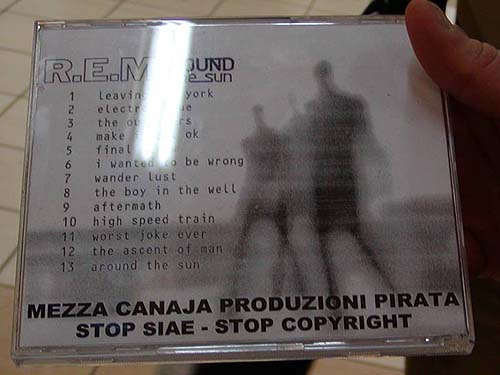 R.E.M
sun
1 leaving york
2
3 the
4 make ok
5 final
6 i wanted to be wrong
7 wander lust
8 the boy in the well
9 aftermath
10 high speed train
11 worst joke ever
12 the ascent of man
13 around the sun
MEZZA CANAJA PRODUZIONI PIRATA
STOP SIAE - STOP COPYRIGHT